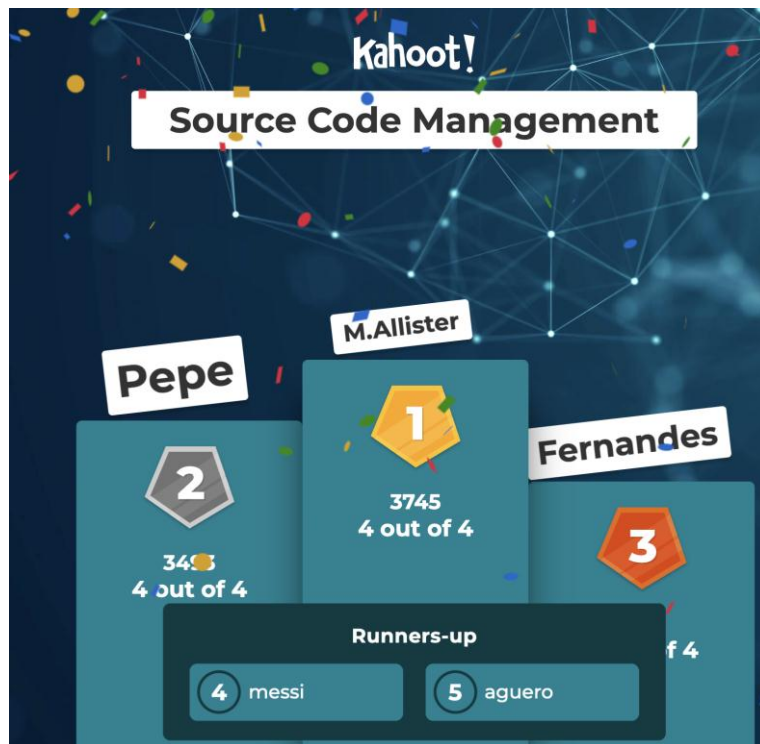 Kahoot!
Source Code Management
M.Allister
Pepe
Fernandes
1
2
3
3745
4 out of 4
4 out of 4
f 4
Runners-up
4 messi
5 aguero